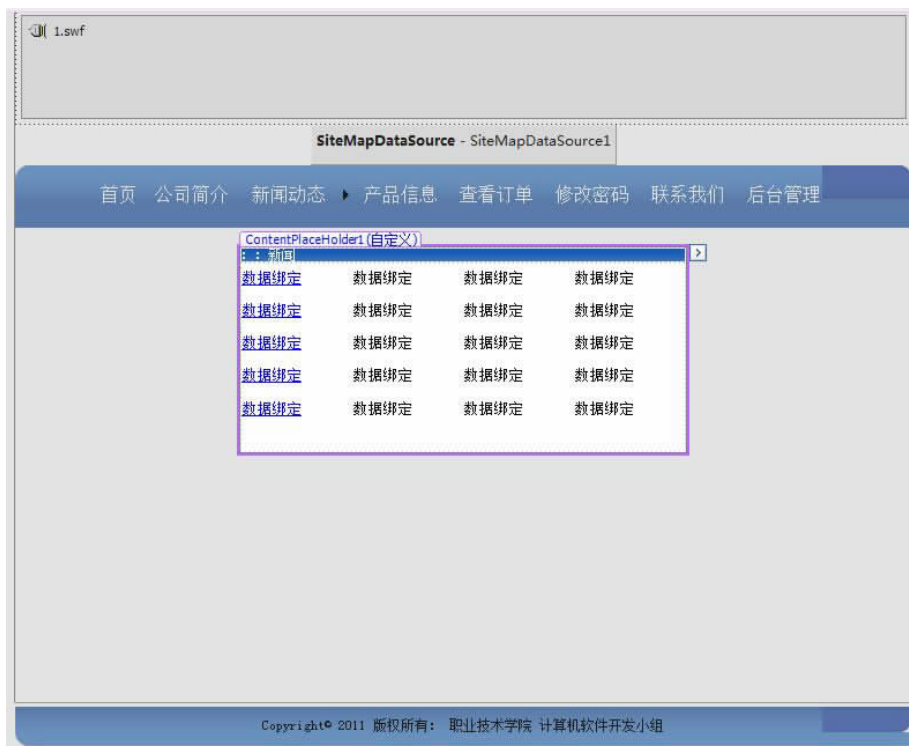 1.swf
SiteMapDataSource - SiteMapDataSource1
首页 公司简介 新闻动态 产品信息 查看订单 修改密码 联系我们 后台管理
ContentPlaceHolder1(自定义)
: : 新闻
数据绑定 数据绑定 数据绑定 数据绑定
数据绑定 数据绑定 数据绑定 数据绑定
数据绑定 数据绑定 数据绑定 数据绑定
数据绑定 数据绑定 数据绑定 数据绑定
数据绑定 数据绑定 数据绑定 数据绑定
Copyright© 2011 版权所有: 职业技术学院 计算机软件开发小组